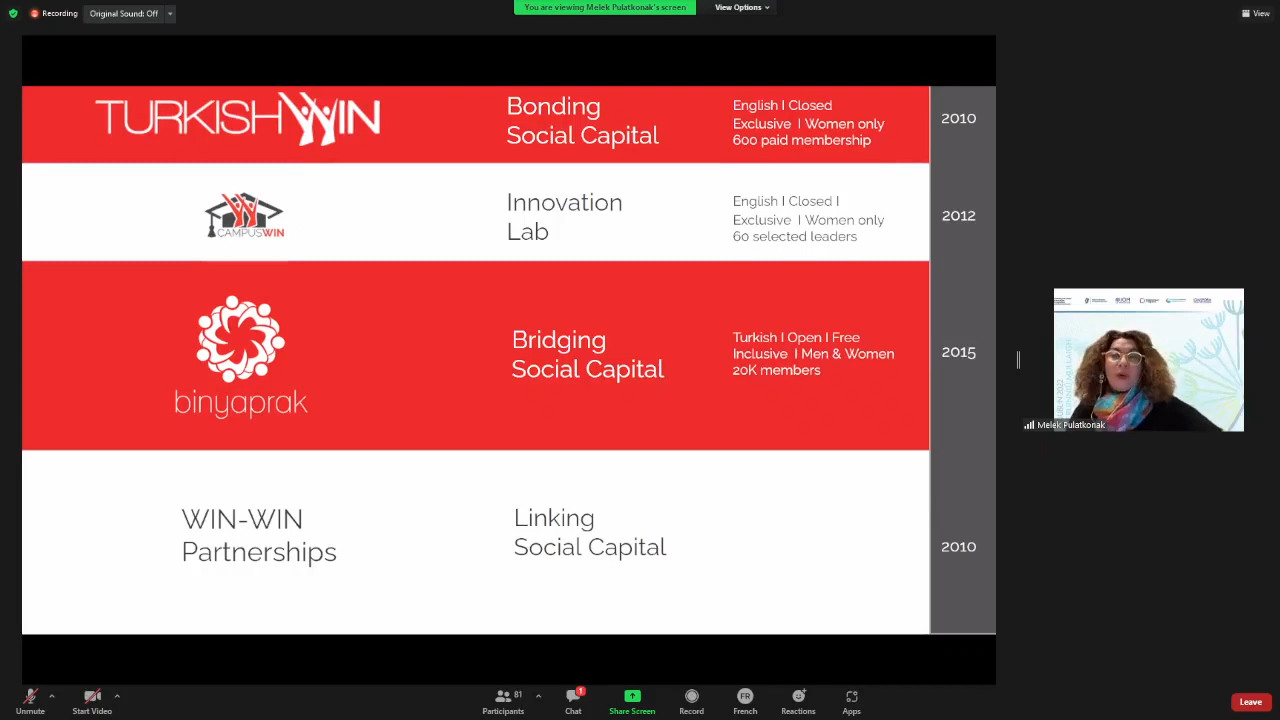 Recording
Original Sound: Off
You are viewing Melek Pulatkonak's screen
View Options
View
TURKISHWIN
Bonding
Social Capital
English I Closed
Exclusive I Women only
600 paid membership
2010
CAMPUSWIN
Innovation
Lab
English I Closed I
Exclusive I Women only
60 selected leaders
2012
binyaprak
Bridging
Social Capital
Turkish I Open I Free
Inclusive I Men & Women
20K members
2015
WIN-WIN
Partnerships
Linking
Social Capital
2010
Melek Pulatkonak
Unmute
Start Video
81
Participants
1
Chat
Share Screen
Record
FR
French
Reactions
Apps
Leave